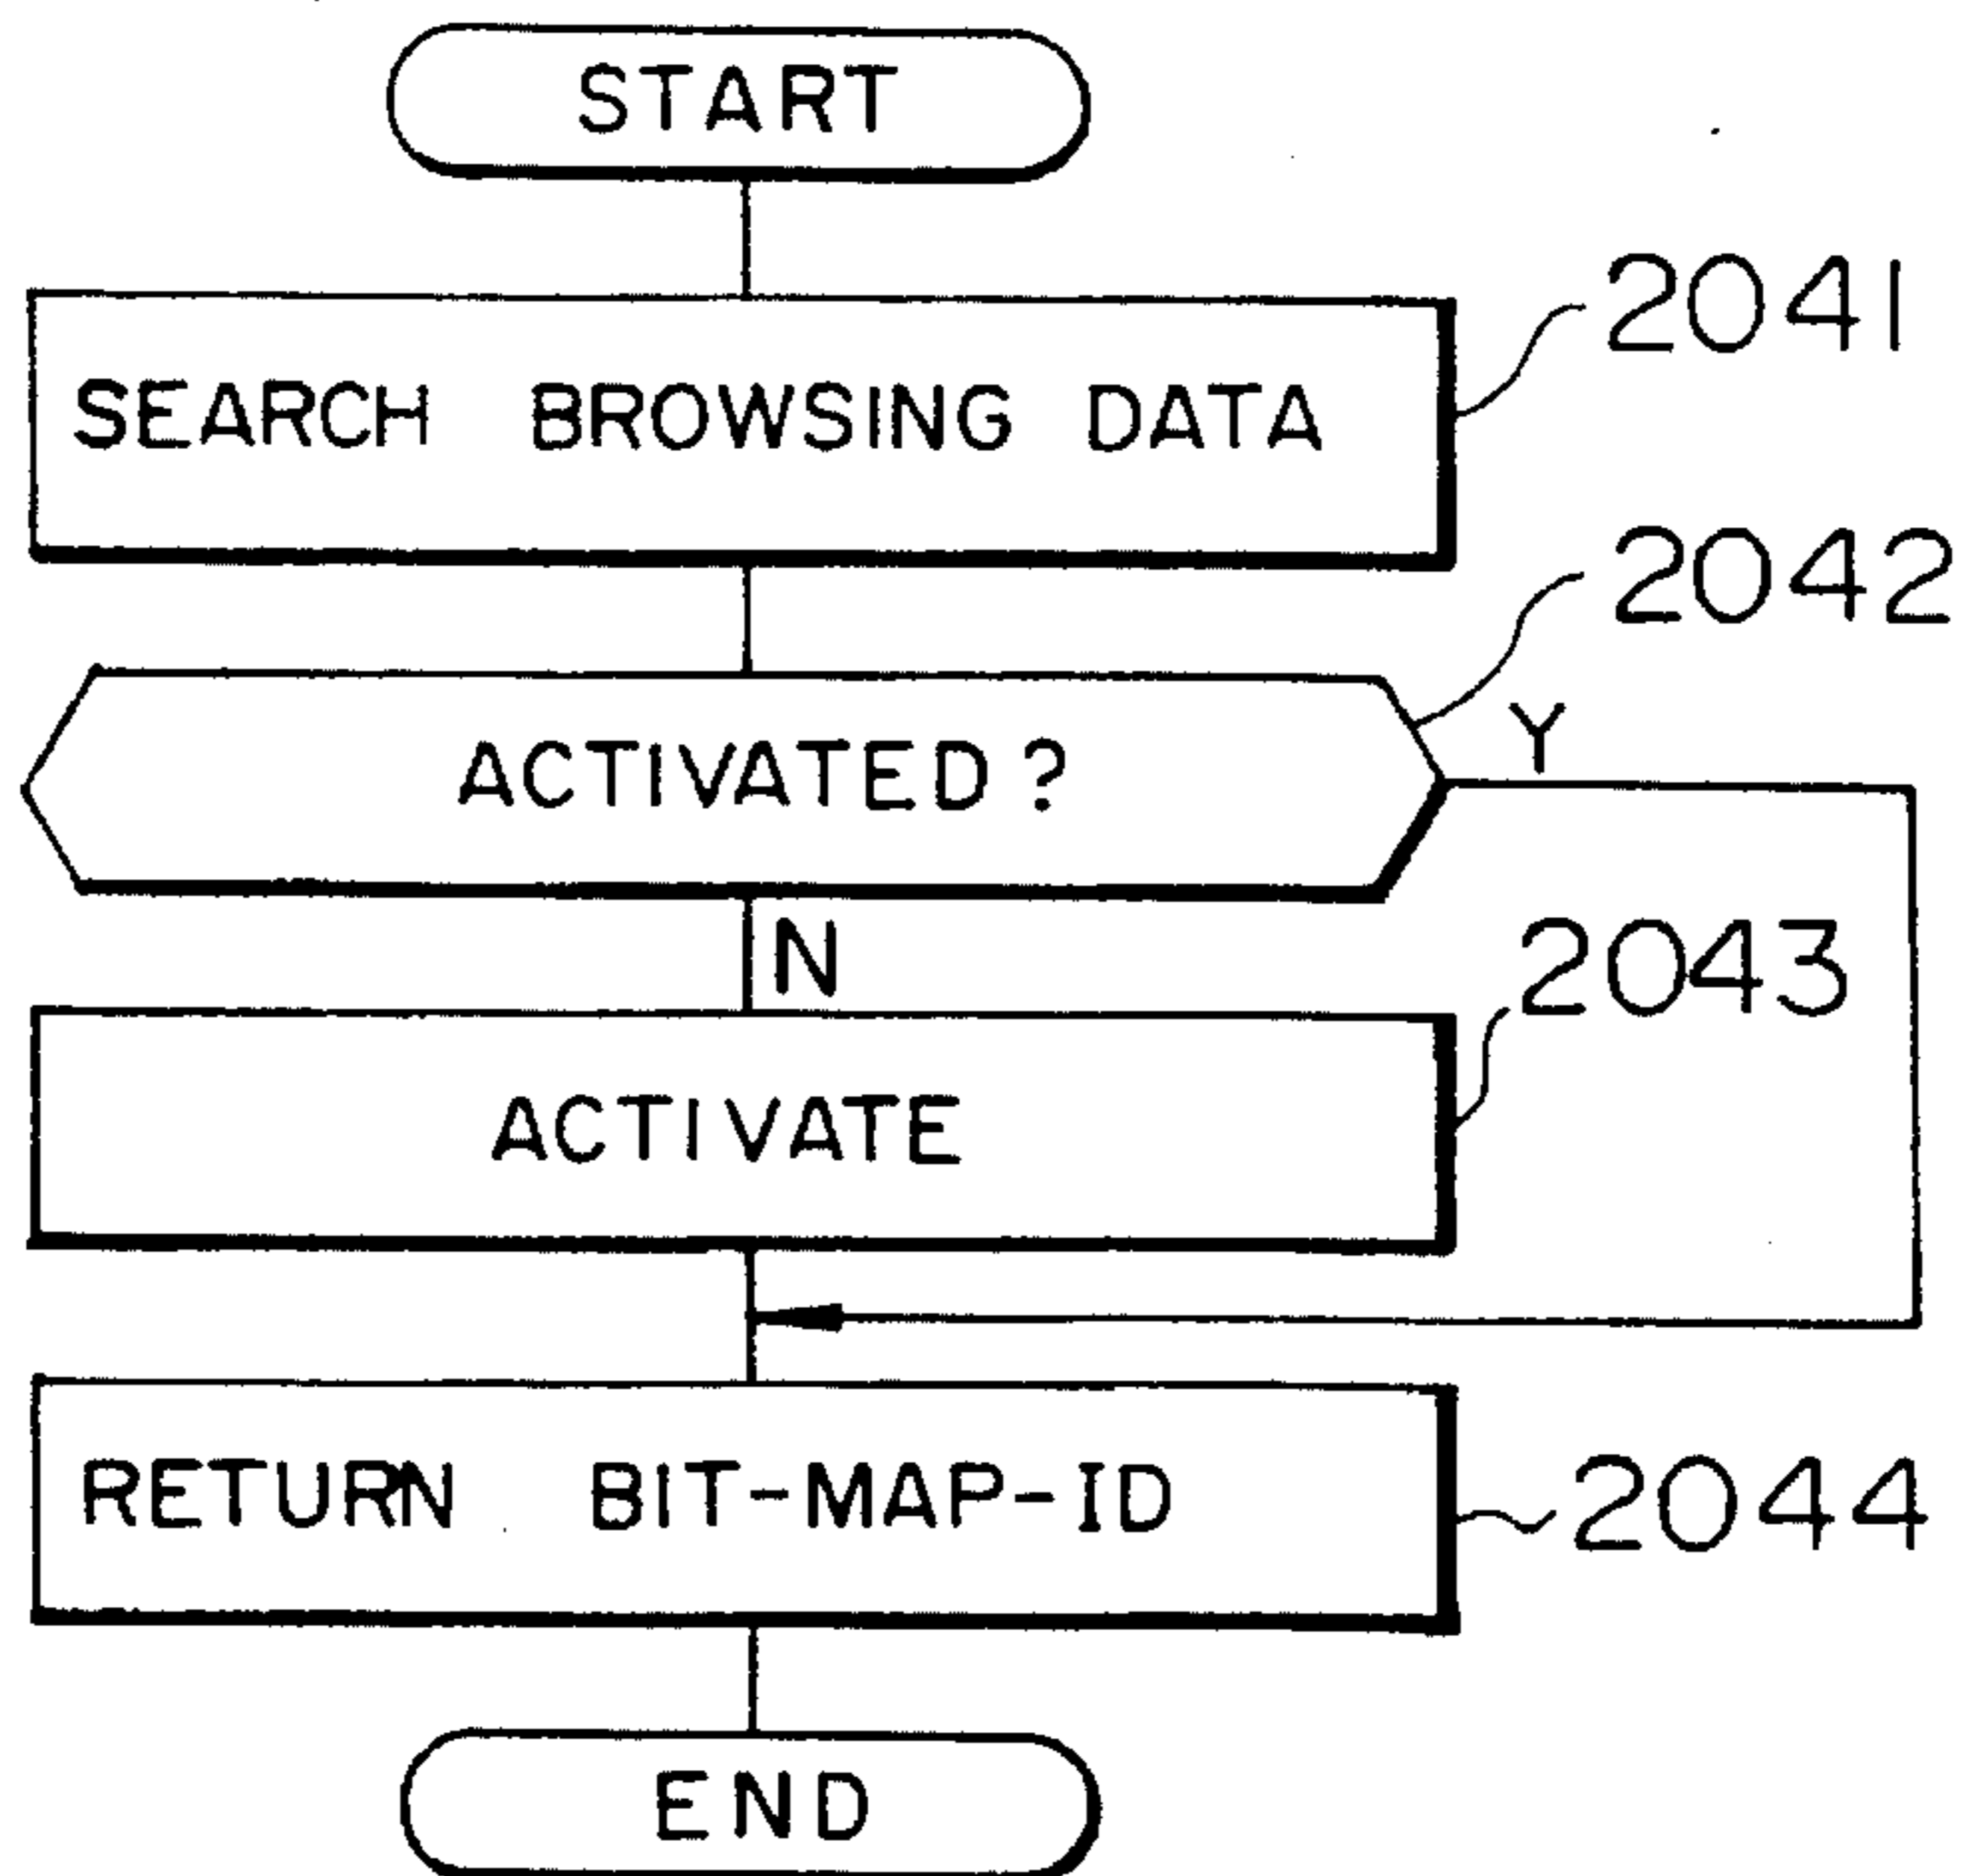 START
2041
SEARCH BROWSING DATA
2042
ACTIVATED?
Y
N
2043
ACTIVATE
RETURN BIT-MAP-ID
2044
END